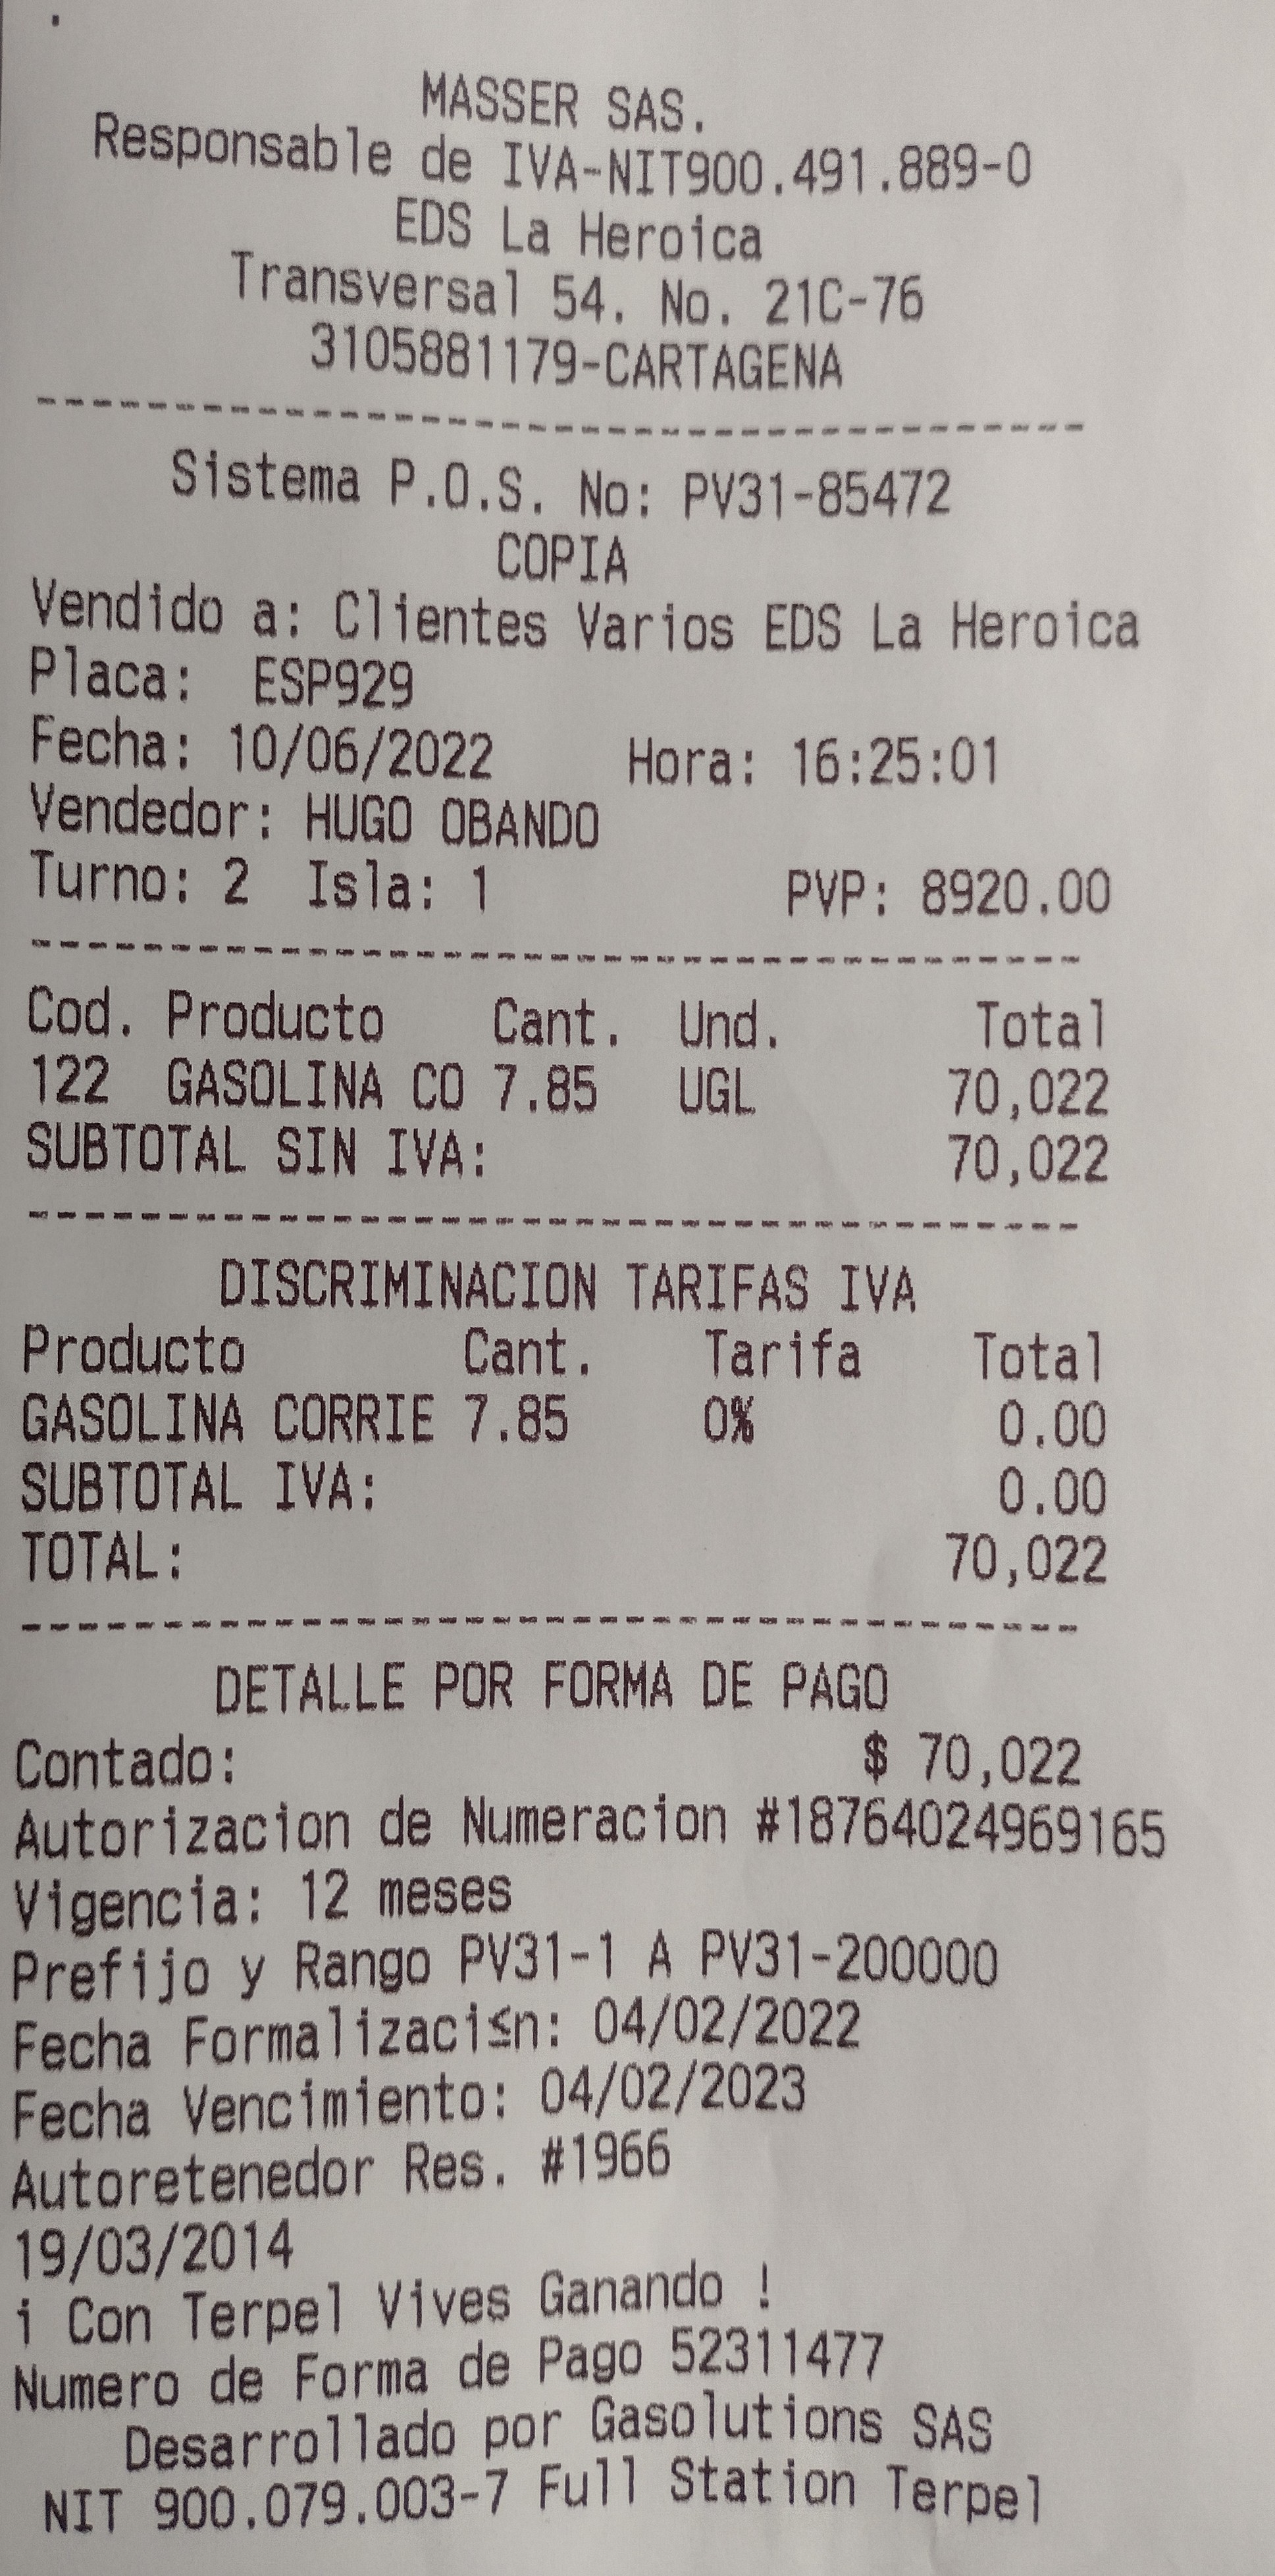 MASSER SAS.
Responsable de IVA-NIT900.491.889-0
EDS La Heroica
Transversal 54. No. 21C-76
3105881179-CARTAGENA
---------------------------------------
Sistema P.O.S. No: PV31-85472
COPIA
Vendido a: Clientes Varios EDS La Heroica
Placa: ESP929
Fecha: 10/06/2022 Hora: 16:25:01
Vendedor: HUGO OBANDO
Turno: 2 Isla: 1 PVP: 8920.00
---------------------------------------
Cod. Producto Cant. Und. Total
122 GASOLINA CO 7.85 UGL 70,022
SUBTOTAL SIN IVA: 70,022
---------------------------------------
DISCRIMINACION TARIFAS IVA
Producto Cant. Tarifa Total
GASOLINA CORRIE 7.85 0% 0.00
SUBTOTAL IVA: 0.00
TOTAL: 70,022
---------------------------------------
DETALLE POR FORMA DE PAGO
Contado: $ 70,022
Autorizacion de Numeracion #18764024969165
Vigencia: 12 meses
Prefijo y Rango PV31-1 A PV31-200000
Fecha Formalizaci≤n: 04/02/2022
Fecha Vencimiento: 04/02/2023
Autoretenedor Res. #1966
19/03/2014
¡ Con Terpel Vives Ganando !
Numero de Forma de Pago 52311477
Desarrollado por Gasolutions SAS
NIT 900.079.003-7 Full Station Terpel